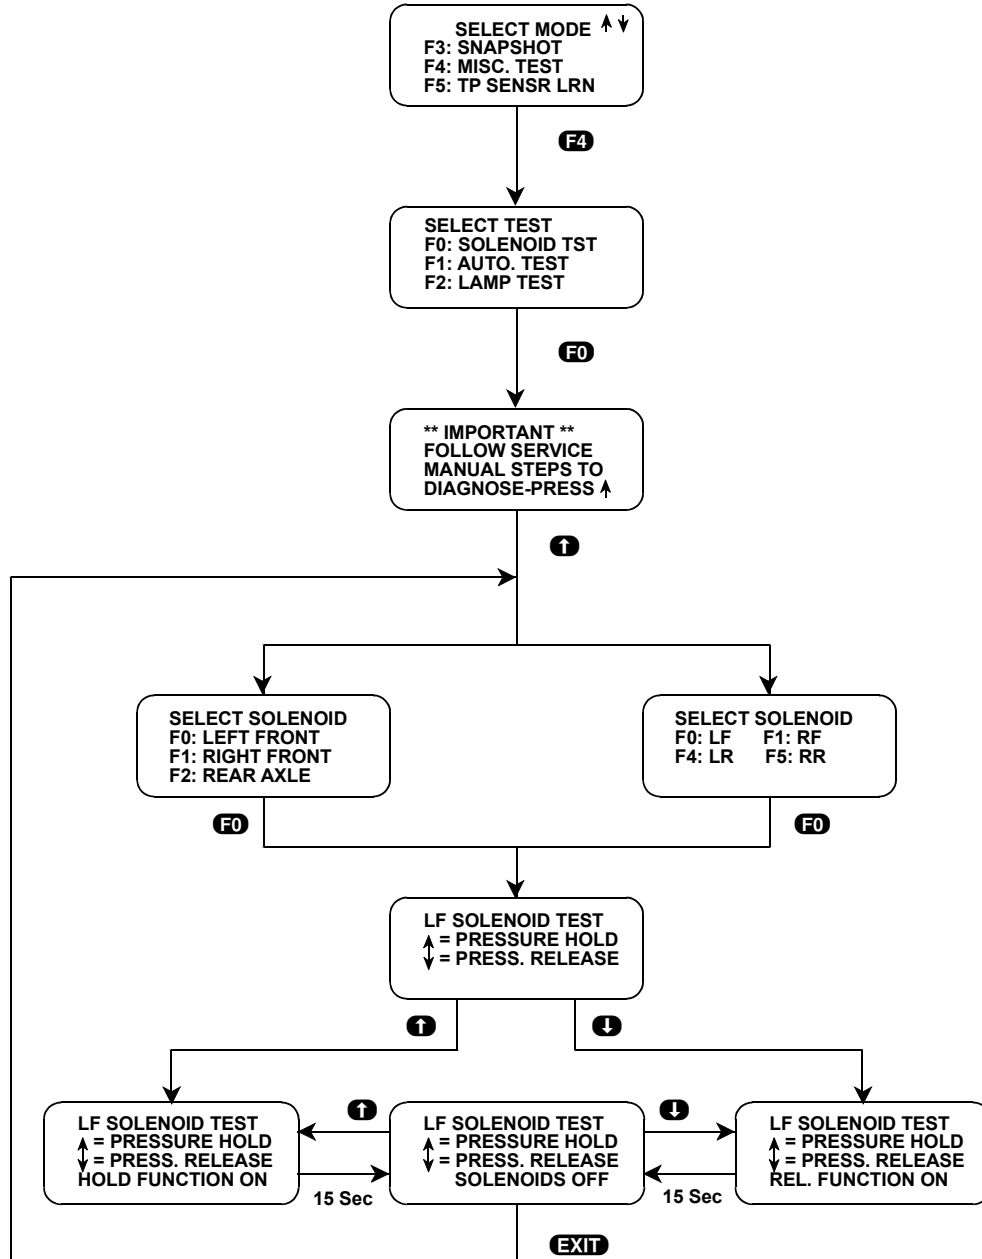 SELECT MODE ↑ ↓
F3: SNAPSHOT
F4: MISC. TEST
F5: TP SENSR LRN
F4
SELECT TEST
F0: SOLENOID TST
F1: AUTO. TEST
F2: LAMP TEST
F0
** IMPORTANT **
FOLLOW SERVICE
MANUAL STEPS TO
DIAGNOSE-PRESS ↑
↑
SELECT SOLENOID
F0: LEFT FRONT
F1: RIGHT FRONT
F2: REAR AXLE
SELECT SOLENOID
F0: LF F1: RF
F4: LR F5: RR
F0
F0
LF SOLENOID TEST
↑ = PRESSURE HOLD
↓ = PRESS. RELEASE
↑
↓
LF SOLENOID TEST
↑ = PRESSURE HOLD
↓ = PRESS. RELEASE
HOLD FUNCTION ON
↑
15 Sec
LF SOLENOID TEST
↑ = PRESSURE HOLD
↓ = PRESS. RELEASE
SOLENOIDS OFF
↓
15 Sec
LF SOLENOID TEST
↑ = PRESSURE HOLD
↓ = PRESS. RELEASE
REL. FUNCTION ON
EXIT